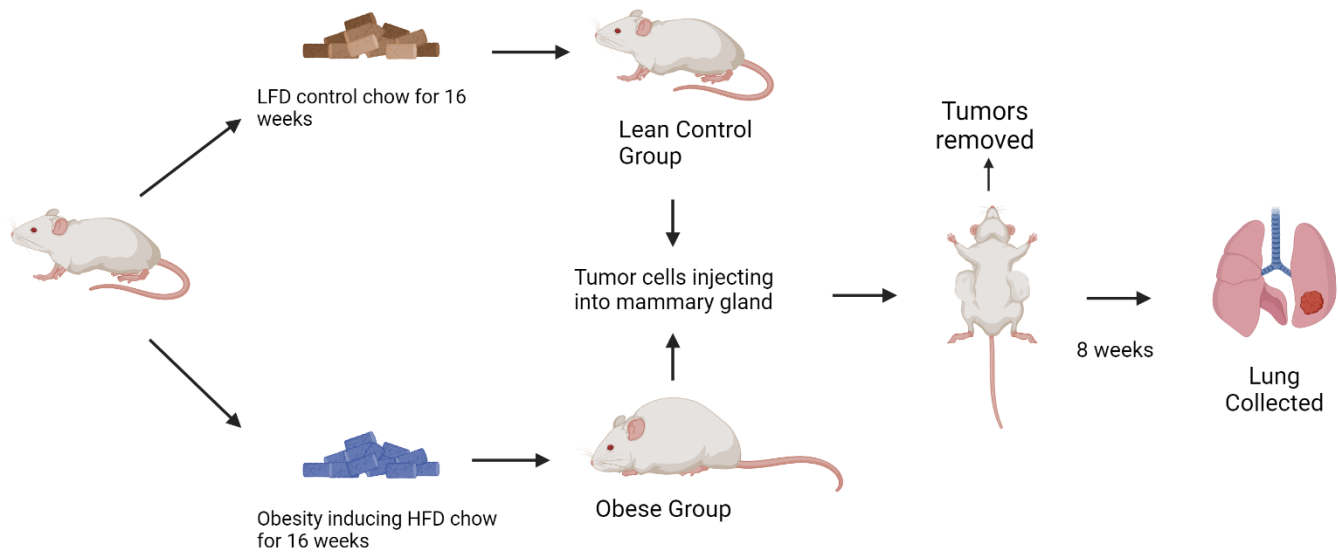 LFD control chow for 16
weeks
Lean Control
Group
Tumor cells injecting
into mammary gland
Obesity inducing HFD chow
for 16 weeks
Obese Group
Tumors
removed
8 weeks
Lung
Collected